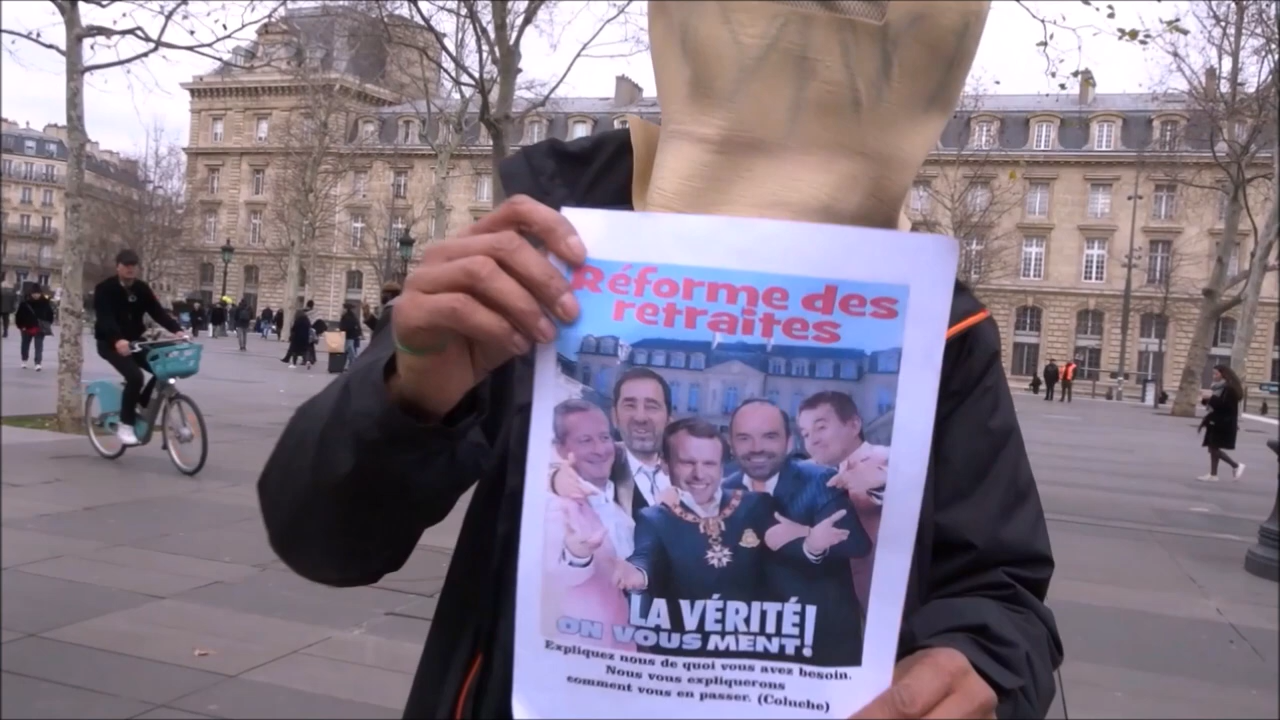 Réforme des
retraites
LA VÉRITÉ!
ON VOUS MENT!
Expliquez nous de quoi vous avez besoin.
Nous vous expliquerons
comment vous en passer. (Coluche)